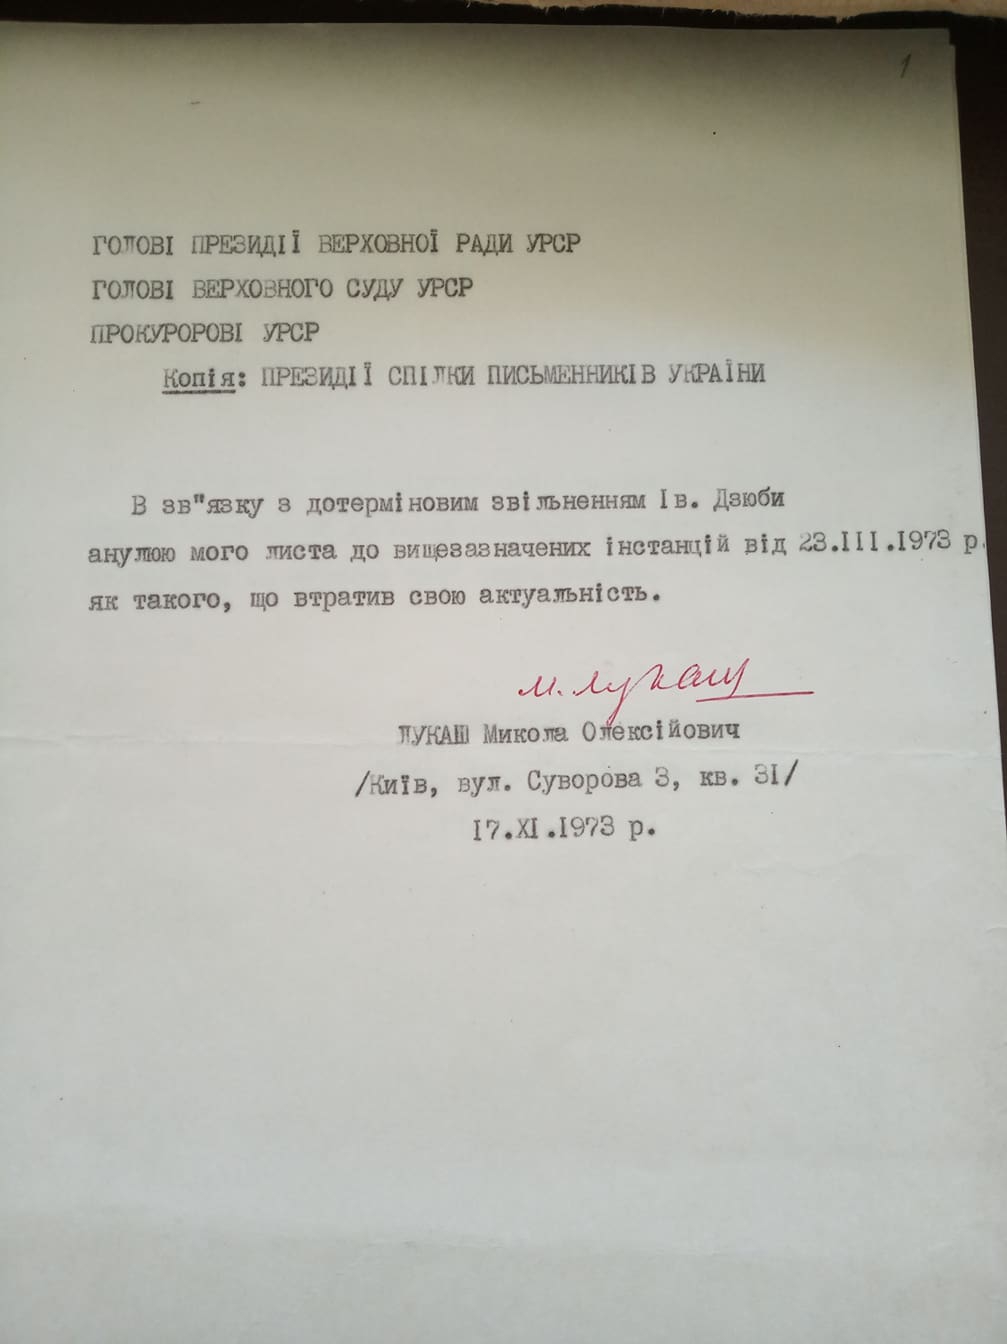 1
ГОЛОВІ ПРЕЗИДІЇ ВЕРХОВНОЇ РАДИ УРСР
ГОЛОВІ ВЕРХОВНОГО СУДУ УРСР
ПРОКУРОРОВІ УРСР
Копія: ПРЕЗИДІЇ СПІЛКИ ПИСЬМЕННИКІВ УКРАЇНИ
В зв"язку з дотерміновим звільненням Ів. Дзюби
анулюю мого листа до вищезазначених інстанцій від 23.III.1973 р.
як такого, що втратив свою актуальність.
М. Лукаш
ЛУКАШ Микола Олексійович
/Київ, вул. Суворова 3, кв. 31/
17.XI.1973 р.